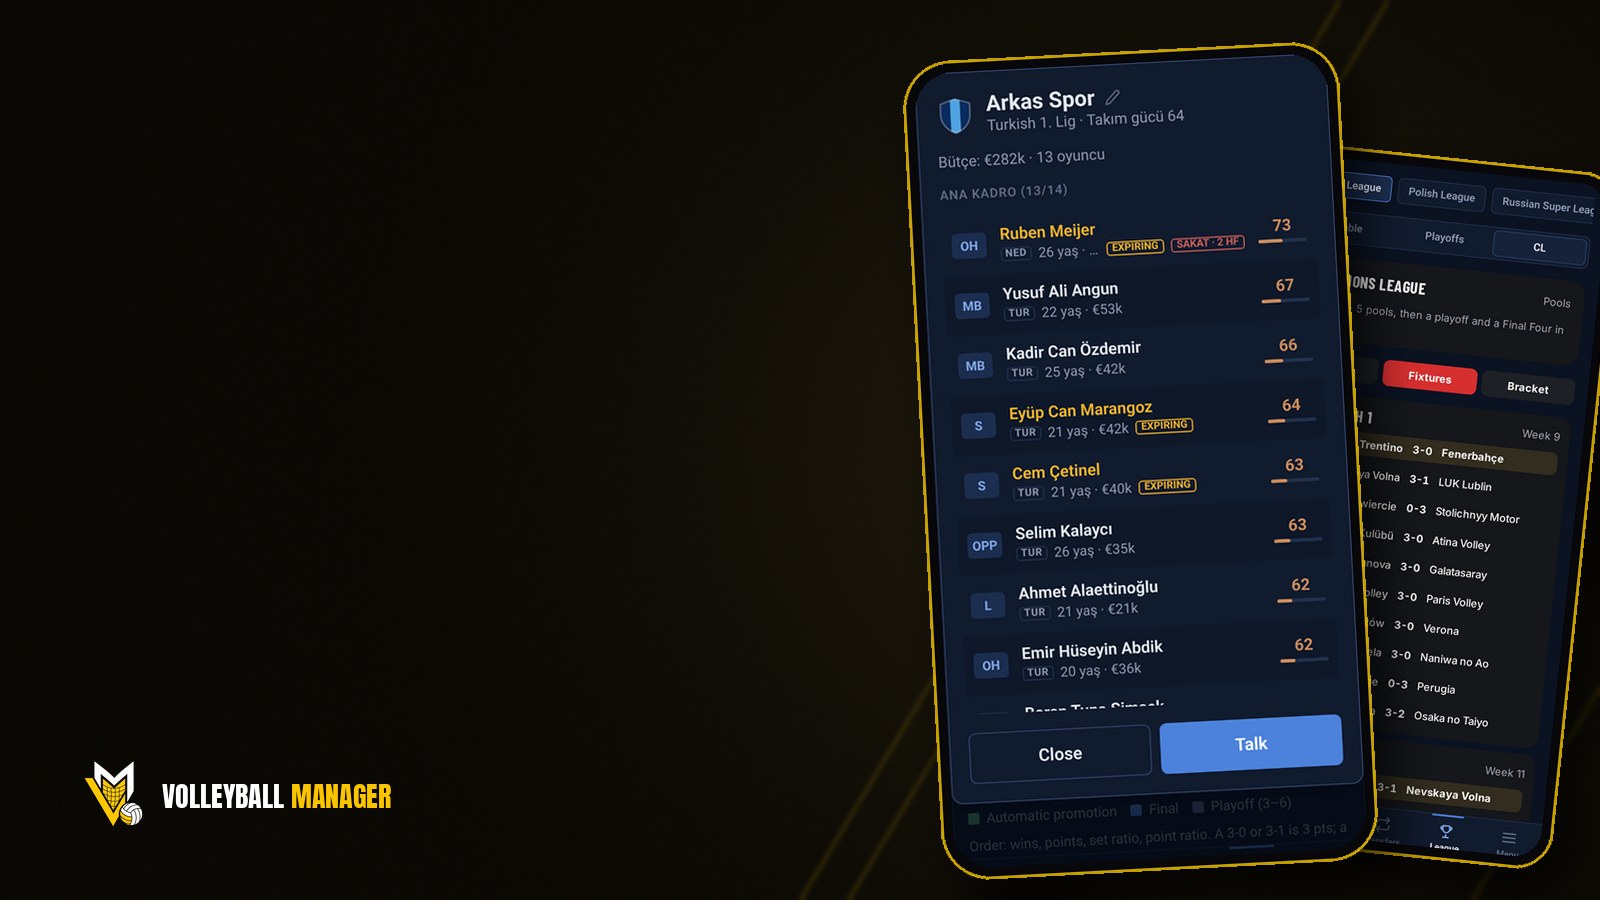 Arkas Spor
Turkish 1. Lig · Takım gücü 64
Bütçe: €282k · 13 oyuncu
ANA KADRO (13/14)
OH Ruben Meijer 73
NED 26 yaş · ... EXPIRING SAKAT · 2 HF
MB Yusuf Ali Angun 67
TUR 22 yaş · €53k
MB Kadir Can Özdemir 66
TUR 25 yaş · €42k
S Eyüp Can Marangoz 64
TUR 21 yaş · €42k EXPIRING
S Cem Çetinel 63
TUR 21 yaş · €40k EXPIRING
OPP Selim Kalaycı 63
TUR 26 yaş · €35k
L Ahmet Alaettinoğlu 62
TUR 21 yaş · €21k
OH Emir Hüseyin Abdik 62
TUR 20 yaş · €36k
Close Talk
Automatic promotion Final Playoff (3–6)
Order: wins, points, set ratio, point ratio. A 3-0 or 3-1 is 3 pts; a
League Polish League Russian Super Leag
Playoffs CL
LEAGUE Pools
5 pools, then a playoff and a Final Four in
Fixtures Bracket
1 Week 9
Trentino 3-0 Fenerbahçe
Volna 3-1 LUK Lublin
0-3 Stolichnyy Motor
3-0 Atina Volley
3-0 Galatasaray
3-0 Paris Volley
3-0 Verona
3-0 Naniwa no Ao
0-3 Perugia
3-2 Osaka no Taiyo
Week 11
3-1 Nevskaya Volna
League Menu
VOLLEYBALL MANAGER